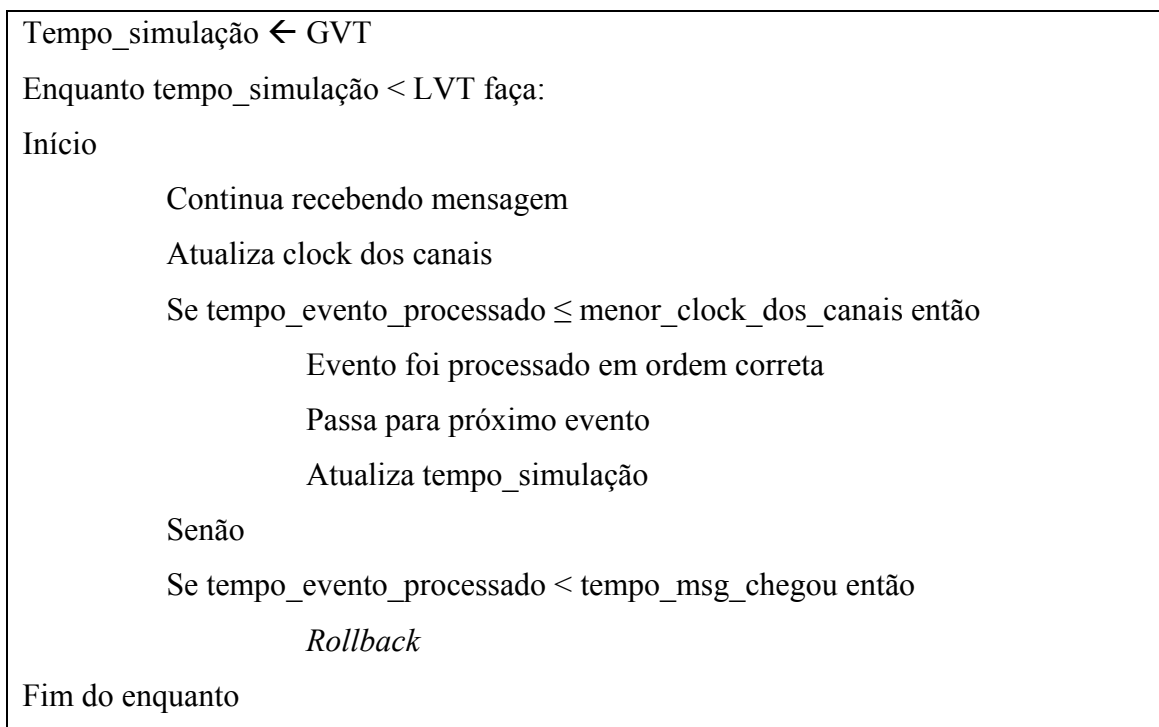 Tempo_simulação ← GVT
Enquanto tempo_simulação < LVT faça:
Início
Continua recebendo mensagem
Atualiza clock dos canais
Se tempo_evento_processado ≤ menor_clock_dos_canais então
Evento foi processado em ordem correta
Passa para próximo evento
Atualiza tempo_simulação
Senão
Se tempo_evento_processado < tempo_msg_chegou então
Rollback
Fim do enquanto